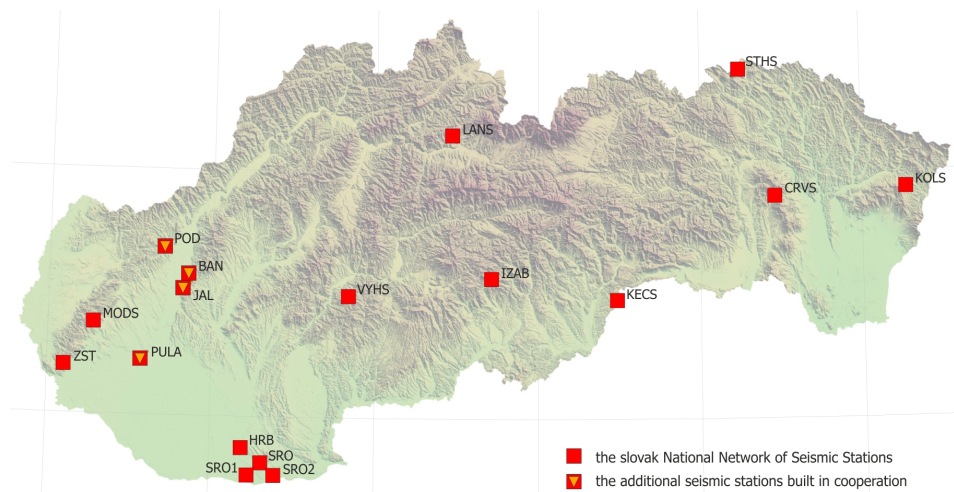 STHS
LANS
KOLS
CRVS
POD
BAN
IZAB
VYHS
JAL
KECS
MODS
PULA
ZST
HRB
SRO
SRO1
SRO2
the slovak National Network of Seismic Stations
the additional seismic stations built in cooperation